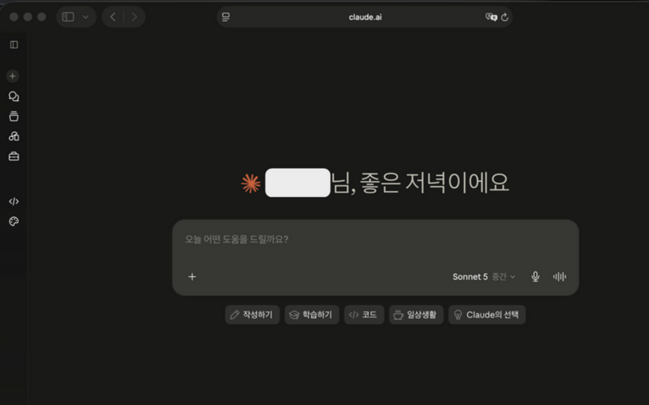 claude.ai
님, 좋은 저녁이에요
오늘 어떤 도움을 드릴까요?
Sonnet 5 중간
작성하기 학습하기 코드 일상생활 Claude의 선택